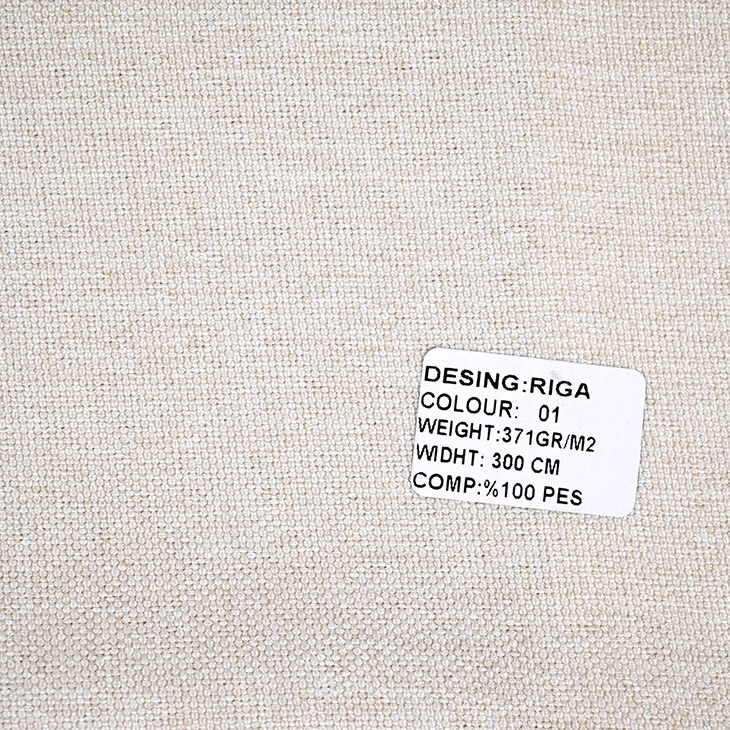 DESING:RIGA
COLOUR: 01
WEIGHT:371GR/M2
WIDHT: 300 CM
COMP:%100 PES